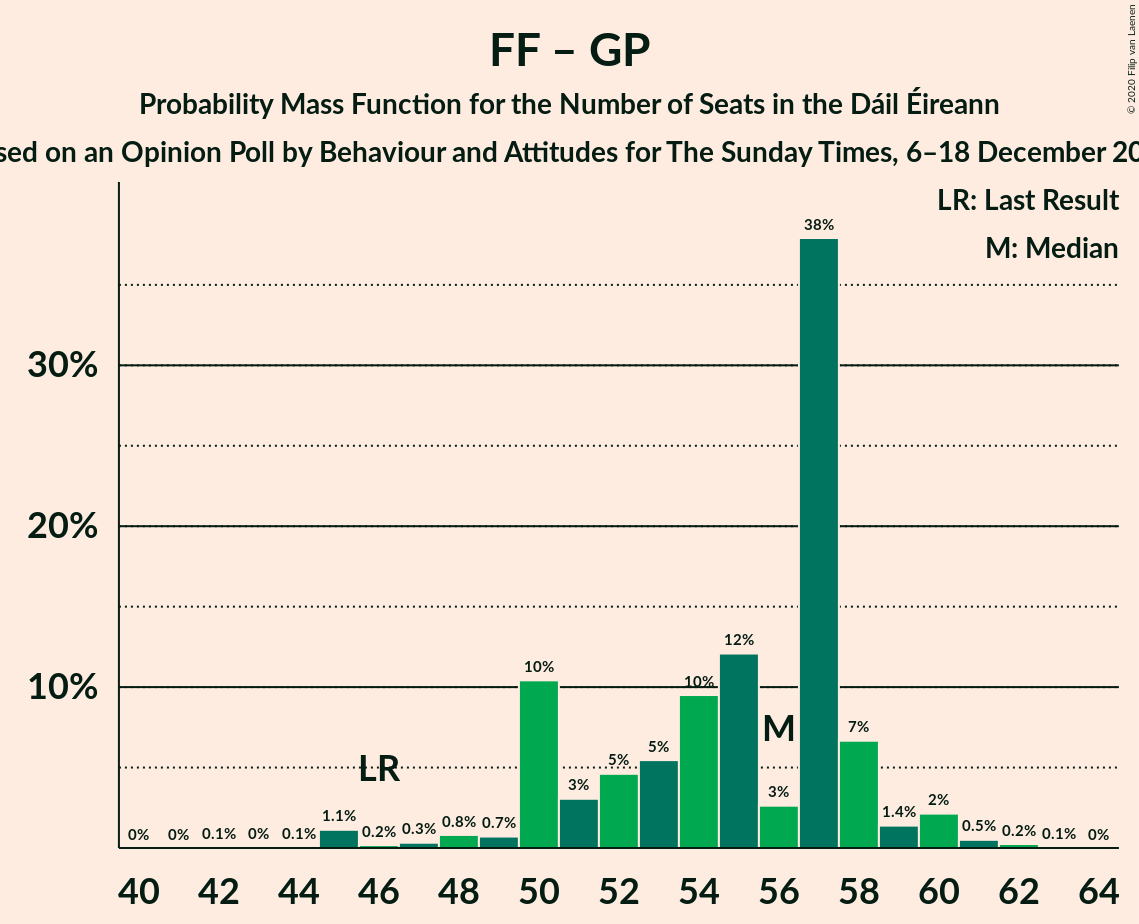 FF – GP
Probability Mass Function for the Number of Seats in the Dáil Éireann
sed on an Opinion Poll by Behaviour and Attitudes for The Sunday Times, 6–18 December 20
© 2020 Filip van Laenen
LR: Last Result
M: Median
38%
30%
20%
12%
10% 10%
10%
M
7%
LR
5% 5%
3% 3%
2%
0% 0% 0.1% 0% 0.1% 1.1% 0.2% 0.3% 0.8% 0.7% 1.4% 0.5% 0.2% 0.1% 0%
40 42 44 46 48 50 52 54 56 58 60 62 64